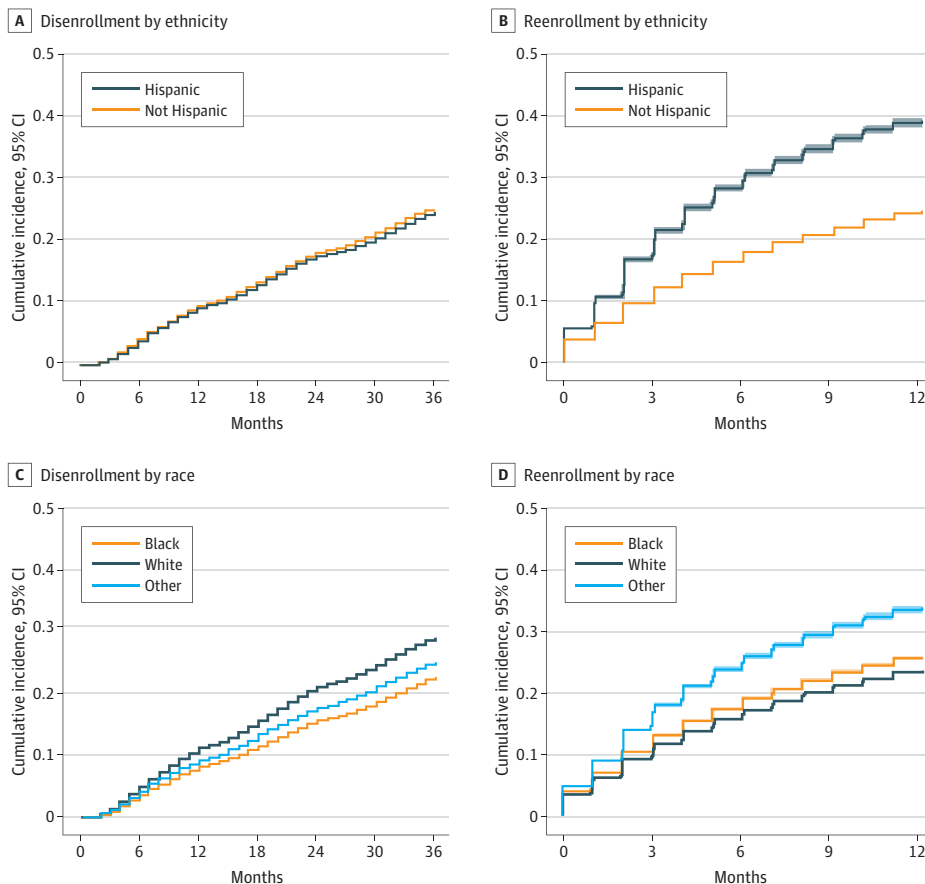 A Disenrollment by ethnicity
Cumulative incidence, 95% CI
0.5
0.4
0.3
0.2
0.1
0
Hispanic
Not Hispanic
0 6 12 18 24 30 36
Months
B Reenrollment by ethnicity
Cumulative incidence, 95% CI
0.5
0.4
0.3
0.2
0.1
0
Hispanic
Not Hispanic
0 3 6 9 12
Months
C Disenrollment by race
Cumulative incidence, 95% CI
0.5
0.4
0.3
0.2
0.1
0
Black
White
Other
0 6 12 18 24 30 36
Months
D Reenrollment by race
Cumulative incidence, 95% CI
0.5
0.4
0.3
0.2
0.1
0
Black
White
Other
0 3 6 9 12
Months